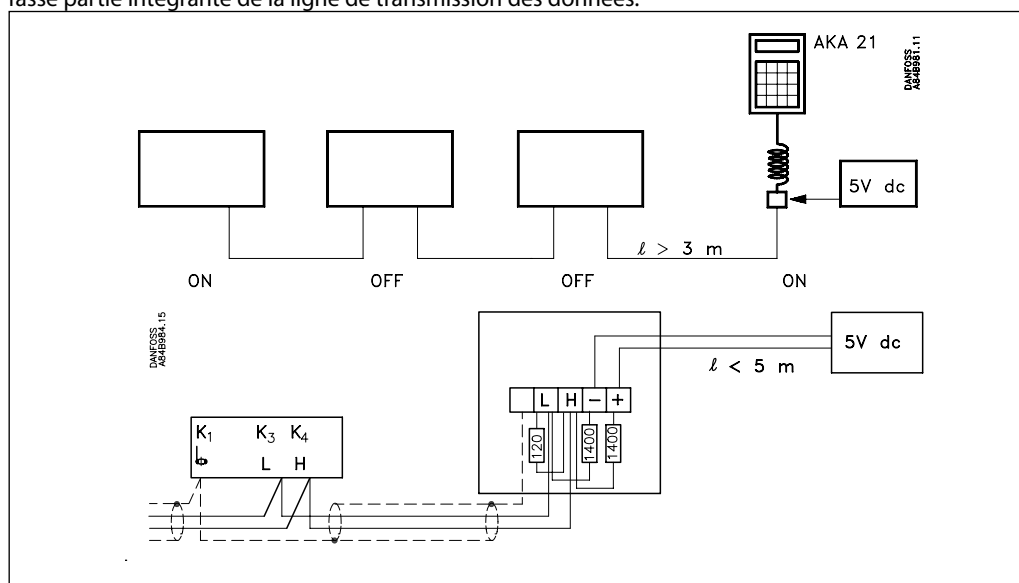 fasse partie intégrante de la ligne de transmission des données.
AKA 21
DANFOSS
A84B981.11
5V dc
ℓ > 3 m
ON OFF OFF ON
DANFOSS
A84B984.15
5V dc
ℓ < 5 m
L H − +
120 1400 1400
K1 K3 K4
L H